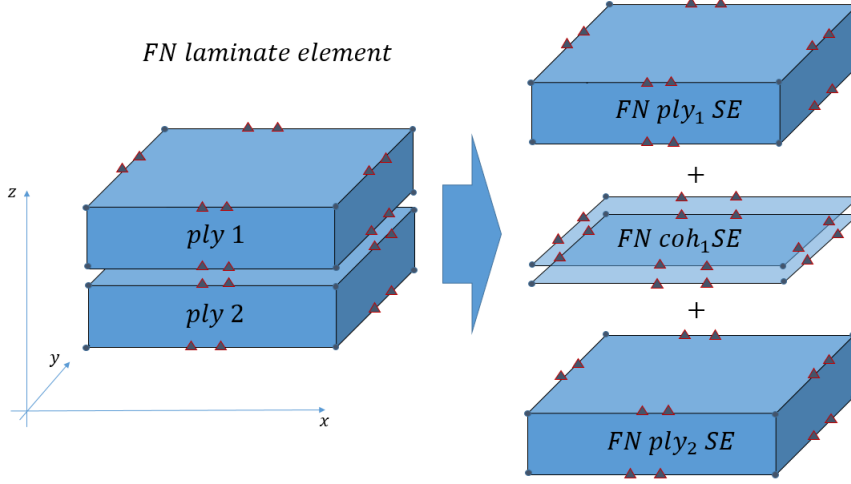 FN laminate element
z
ply 1
ply 2
y
x
FN ply₁ SE
+
FN coh₁SE
+
FN ply₂ SE